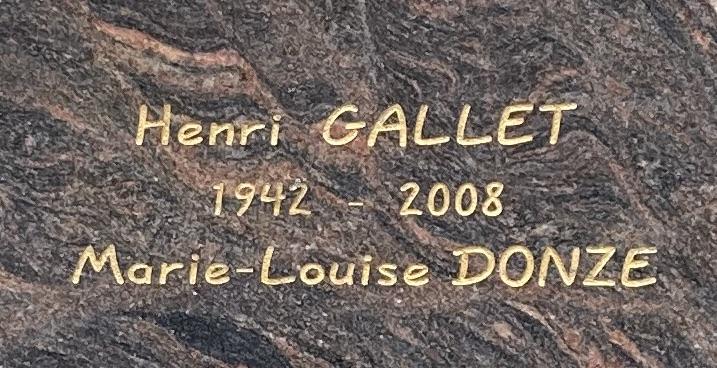 Henri GALLET
1942 - 2008
Marie-Louise DONZE